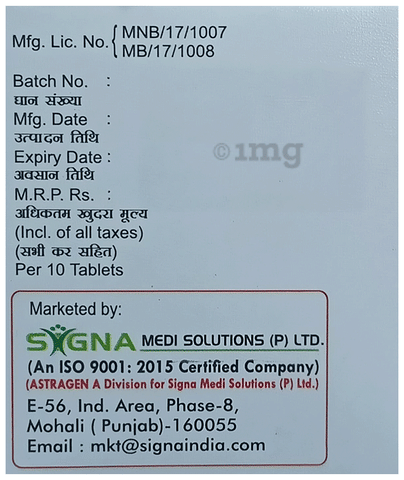 Mfg. Lic. No. { MNB/17/1007
MB/17/1008
Batch No. :
घान संख्या
Mfg. Date :
उत्पादन तिथि
Expiry Date :
अवसान तिथि
M.R.P. Rs. :
अधिकतम खुदरा मूल्य
(Incl. of all taxes)
(सभी कर सहित)
Per 10 Tablets
©1mg
Marketed by:
SYGNA MEDI SOLUTIONS (P) LTD.
(An ISO 9001: 2015 Certified Company)
(ASTRAGEN A Division for Signa Medi Solutions (P) Ltd.)
E-56, Ind. Area, Phase-8,
Mohali ( Punjab)-160055
Email : mkt@signaindia.com